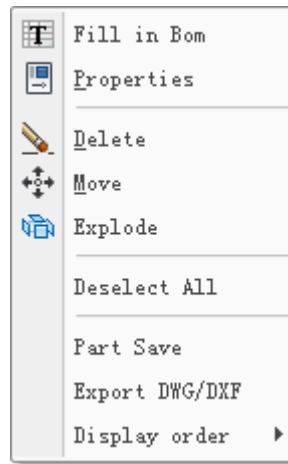 Fill in Bom
Properties
Delete
Move
Explode
Deselect All
Part Save
Export DWG/DXF
Display order